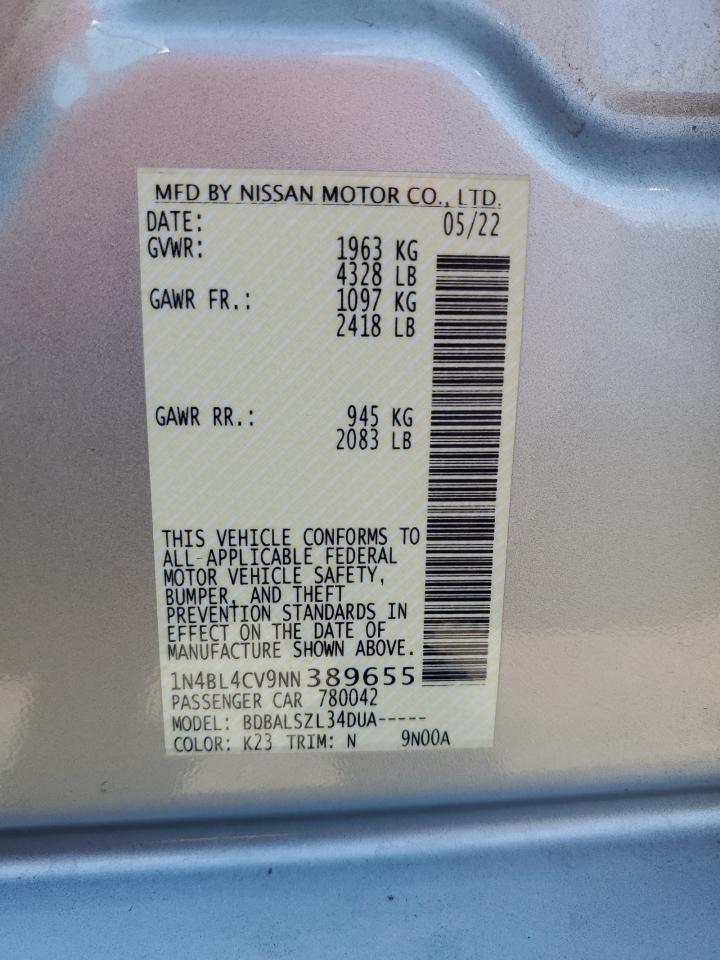 MFD BY NISSAN MOTOR CO., LTD.
DATE: 05/22
GVWR: 1963 KG
4328 LB
GAWR FR.: 1097 KG
2418 LB
GAWR RR.: 945 KG
2083 LB
THIS VEHICLE CONFORMS TO
ALL APPLICABLE FEDERAL
MOTOR VEHICLE SAFETY,
BUMPER, AND THEFT
PREVENTION STANDARDS IN
EFFECT ON THE DATE OF
MANUFACTURE SHOWN ABOVE.
1N4BL4CV9NN389655
PASSENGER CAR 780042
MODEL: BDBALSZL34DUA-----
COLOR: K23 TRIM: N 9N00A